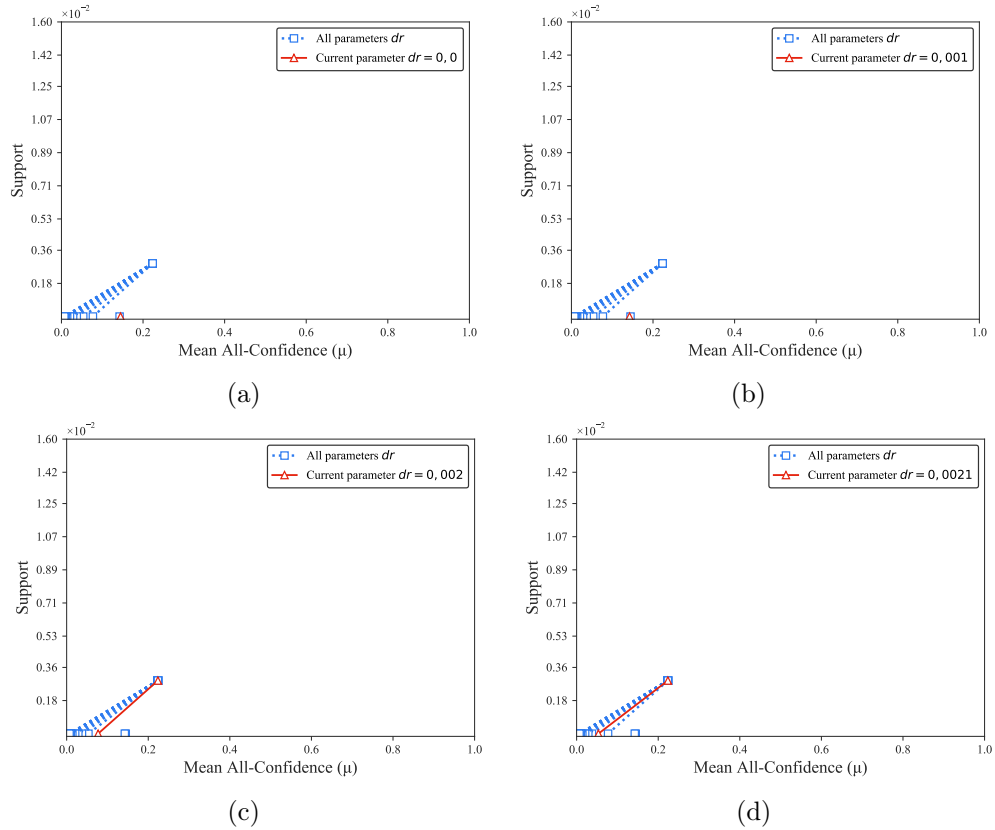 ×10⁻²
1.60
1.42
1.25
1.07
0.89
0.71
0.53
0.36
0.18
Support
All parameters dr
Current parameter dr = 0, 0
0.0 0.2 0.4 0.6 0.8 1.0
Mean All-Confidence (μ)
(a)
×10⁻²
1.60
1.42
1.25
1.07
0.89
0.71
0.53
0.36
0.18
Support
All parameters dr
Current parameter dr = 0, 001
0.0 0.2 0.4 0.6 0.8 1.0
Mean All-Confidence (μ)
(b)
×10⁻²
1.60
1.42
1.25
1.07
0.89
0.71
0.53
0.36
0.18
Support
All parameters dr
Current parameter dr = 0, 002
0.0 0.2 0.4 0.6 0.8 1.0
Mean All-Confidence (μ)
(c)
×10⁻²
1.60
1.42
1.25
1.07
0.89
0.71
0.53
0.36
0.18
Support
All parameters dr
Current parameter dr = 0, 0021
0.0 0.2 0.4 0.6 0.8 1.0
Mean All-Confidence (μ)
(d)